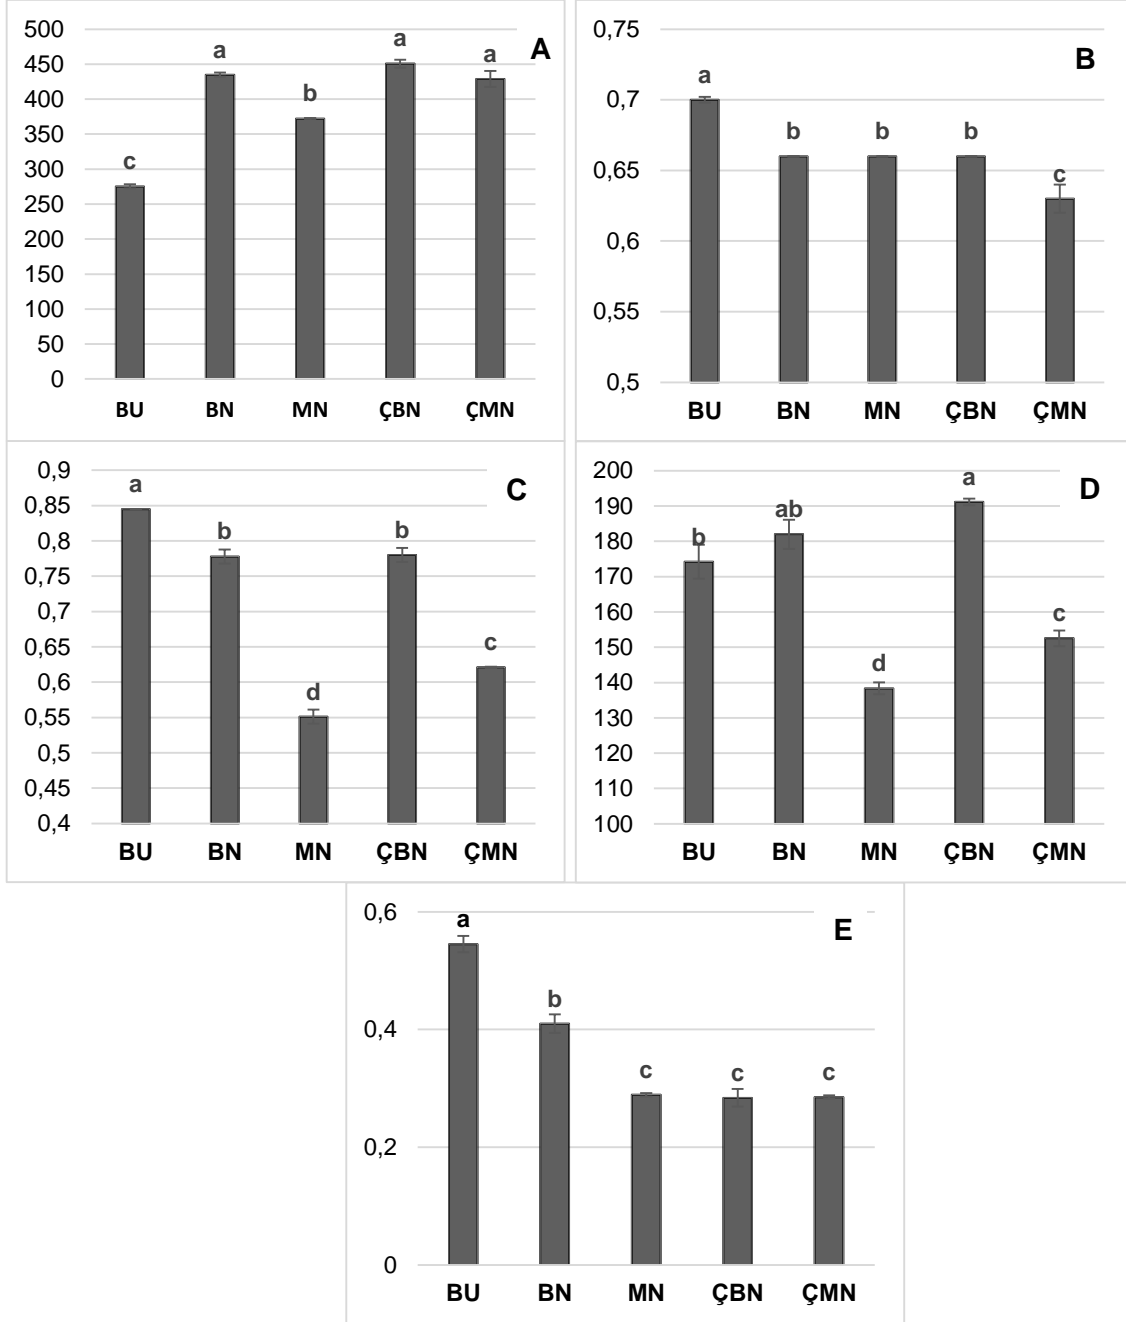 A
500
450
400
350
300
250
200
150
100
50
0
c
a
b
a
a
BU BN MN ÇBN ÇMN
B
0,75
0,7
0,65
0,6
0,55
0,5
a
b
b
b
c
BU BN MN ÇBN ÇMN
C
0,9
0,85
0,8
0,75
0,7
0,65
0,6
0,55
0,5
0,45
0,4
a
b
d
b
c
BU BN MN ÇBN ÇMN
D
200
190
180
170
160
150
140
130
120
110
100
b
ab
d
a
c
BU BN MN ÇBN ÇMN
E
0,6
0,4
0,2
0
a
b
c
c
c
BU BN MN ÇBN ÇMN